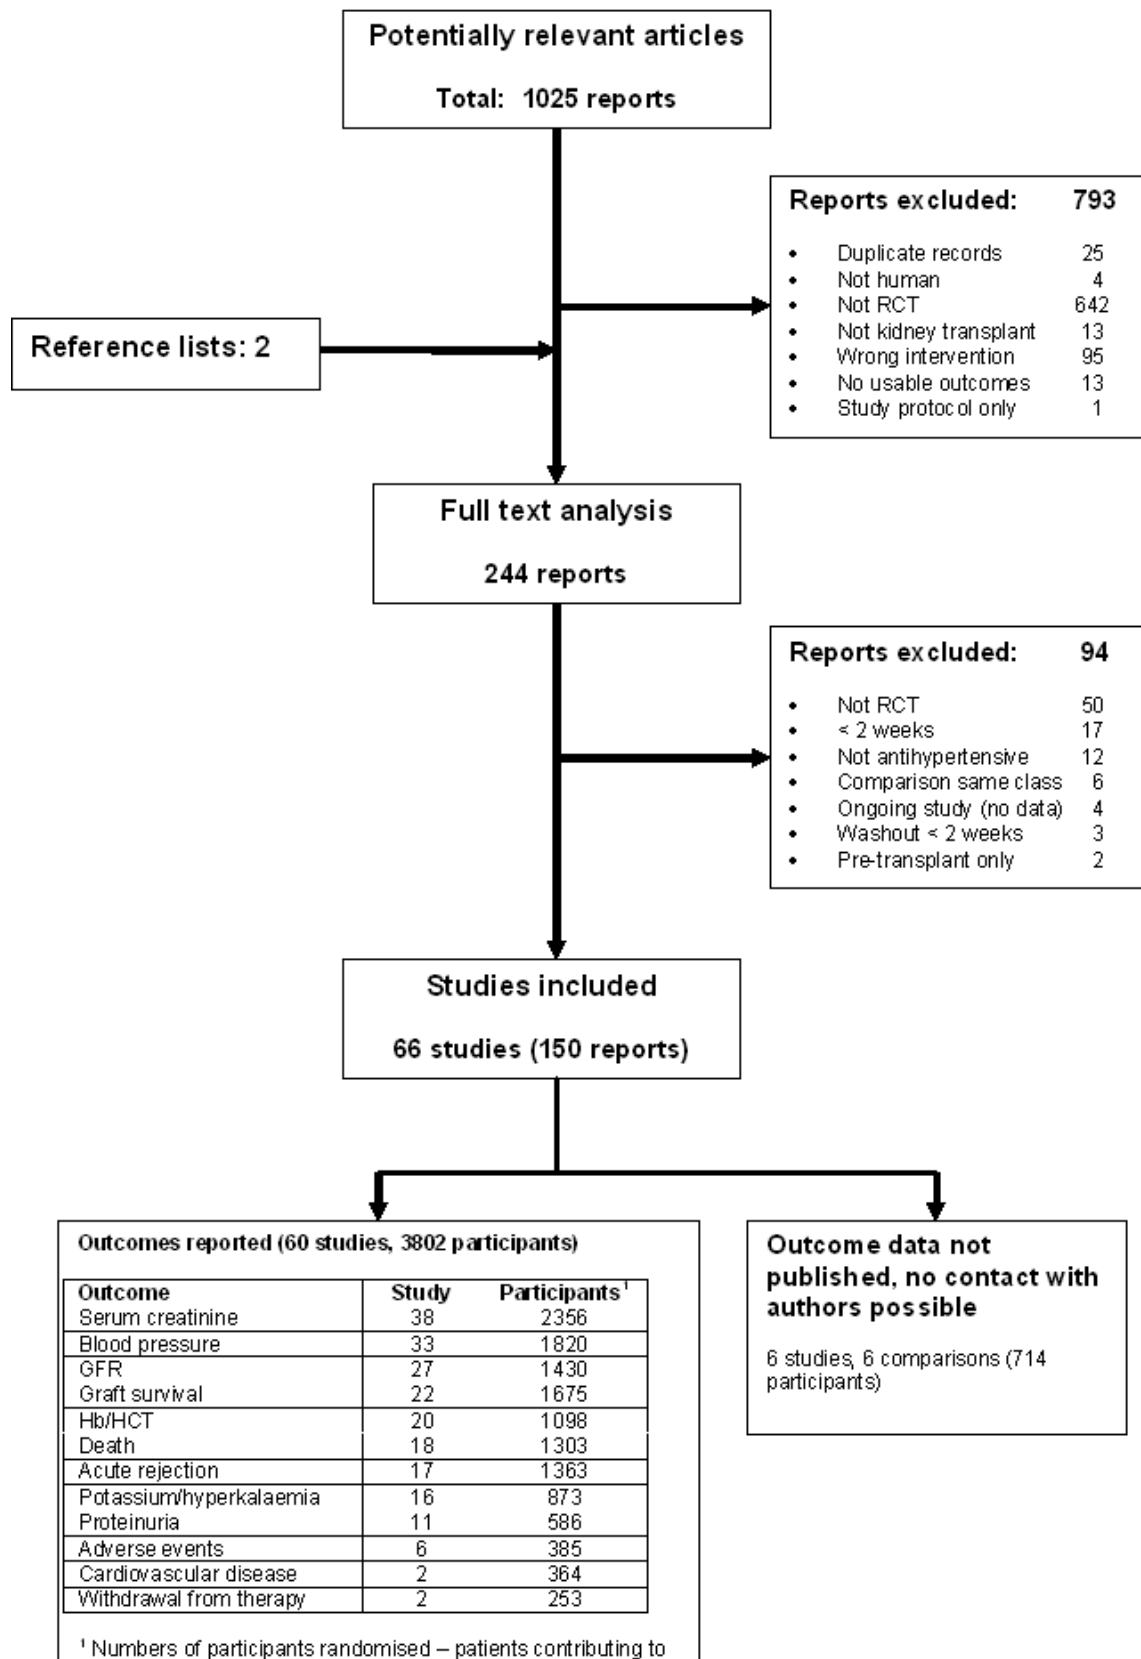 Potentially relevant articles
Total: 1025 reports
Reports excluded: 793
• Duplicate records 25
• Not human 4
• Not RCT 642
• Not kidney transplant 13
• Wrong intervention 95
• No usable outcomes 13
• Study protocol only 1
Reference lists: 2
Full text analysis
244 reports
Reports excluded: 94
• Not RCT 50
• < 2 weeks 17
• Not antihypertensive 12
• Comparison same class 6
• Ongoing study (no data) 4
• Washout < 2 weeks 3
• Pre-transplant only 2
Studies included
66 studies (150 reports)
Outcomes reported (60 studies, 3802 participants)
Outcome Study Participants¹
Serum creatinine 38 2356
Blood pressure 33 1820
GFR 27 1430
Graft survival 22 1675
Hb/HCT 20 1098
Death 18 1303
Acute rejection 17 1363
Potassium/hyperkalaemia 16 873
Proteinuria 11 586
Adverse events 6 385
Cardiovascular disease 2 364
Withdrawal from therapy 2 253
¹ Numbers of participants randomised – patients contributing to
Outcome data not
published, no contact with
authors possible
6 studies, 6 comparisons (714
participants)